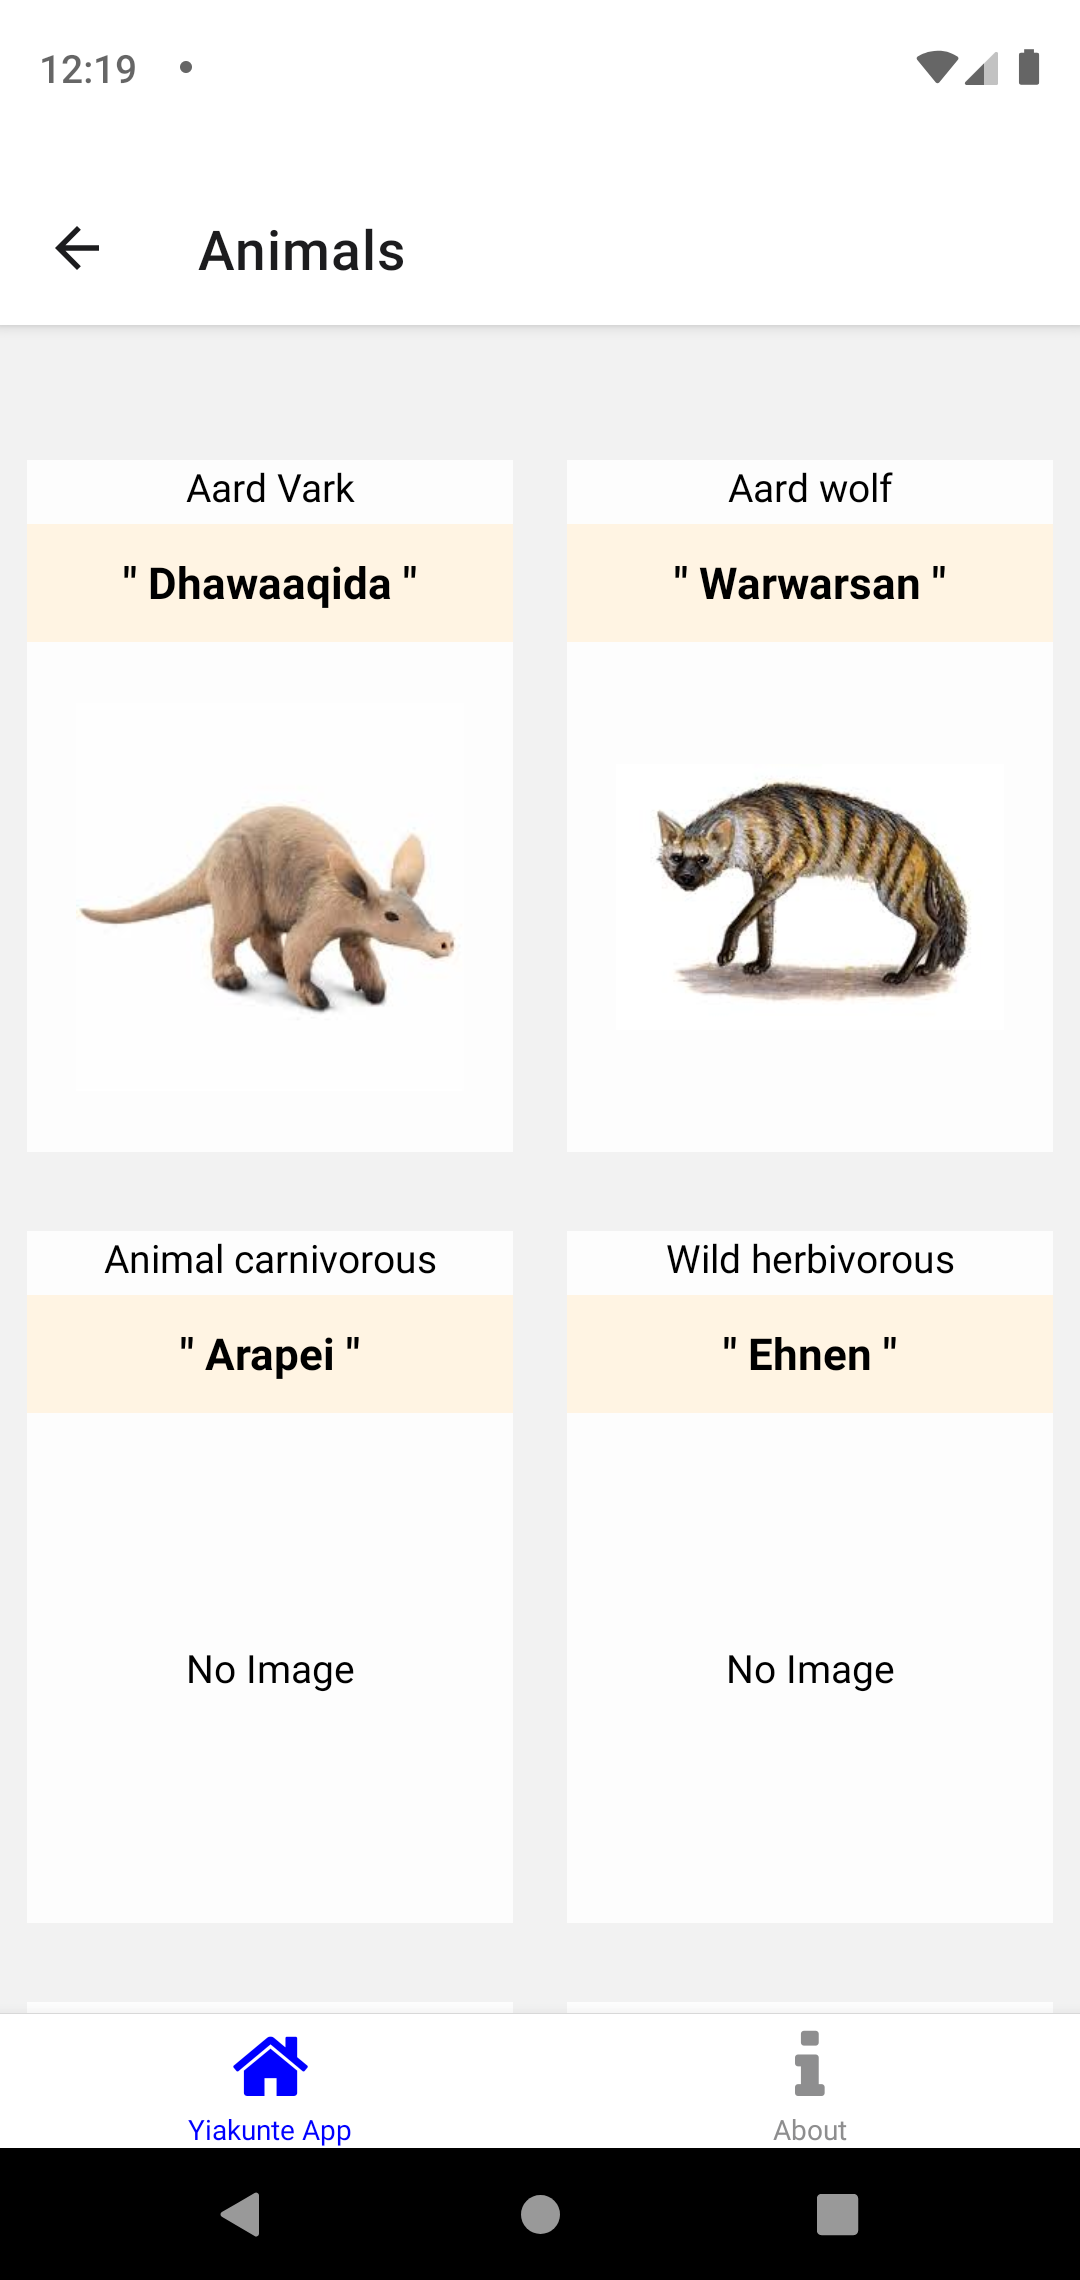 12:19
Animals
Aard Vark
" Dhawaaqida "
Aard wolf
" Warwarsan "
Animal carnivorous
" Arapei "
No Image
Wild herbivorous
" Ehnen "
No Image
Yiakunte App
About